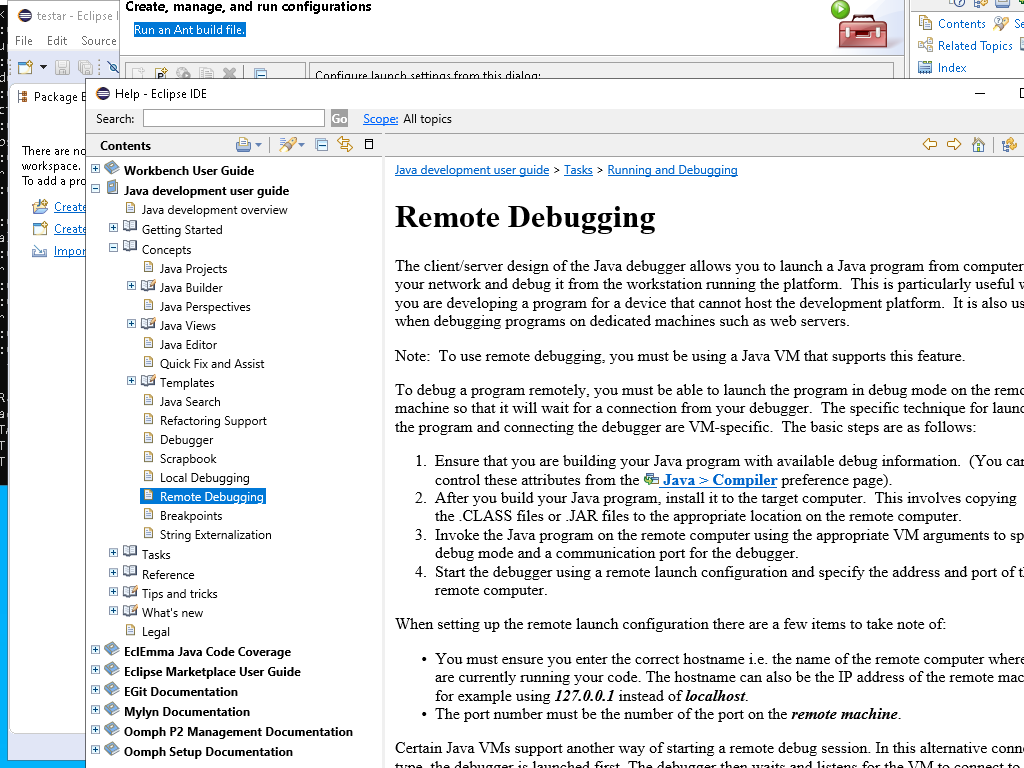 Create, manage, and run configurations
testar - Eclipse I
Run an Ant build file.
File Edit Source
Contents
Related Topics
Index
Configure launch settings from this dialog:
Package E
Help - Eclipse IDE
Search: Go Scope: All topics
There are no
workspace.
To add a pro
Create
Create
Impor
Contents
Workbench User Guide
Java development user guide
Java development overview
Getting Started
Concepts
Java Projects
Java Builder
Java Perspectives
Java Views
Java Editor
Quick Fix and Assist
Templates
Java Search
Refactoring Support
Debugger
Scrapbook
Local Debugging
Remote Debugging
Breakpoints
String Externalization
Tasks
Reference
Tips and tricks
What's new
Legal
EclEmma Java Code Coverage
Eclipse Marketplace User Guide
EGit Documentation
Mylyn Documentation
Oomph P2 Management Documentation
Oomph Setup Documentation
Java development user guide > Tasks > Running and Debugging
Remote Debugging
The client/server design of the Java debugger allows you to launch a Java program from computer
your network and debug it from the workstation running the platform. This is particularly useful w
you are developing a program for a device that cannot host the development platform. It is also us
when debugging programs on dedicated machines such as web servers.
Note: To use remote debugging, you must be using a Java VM that supports this feature.
To debug a program remotely, you must be able to launch the program in debug mode on the remo
machine so that it will wait for a connection from your debugger. The specific technique for launc
the program and connecting the debugger are VM-specific. The basic steps are as follows:
1. Ensure that you are building your Java program with available debug information. (You can
control these attributes from the Java > Compiler preference page).
2. After you build your Java program, install it to the target computer. This involves copying
the .CLASS files or .JAR files to the appropriate location on the remote computer.
3. Invoke the Java program on the remote computer using the appropriate VM arguments to sp
debug mode and a communication port for the debugger.
4. Start the debugger using a remote launch configuration and specify the address and port of t
remote computer.
When setting up the remote launch configuration there are a few items to take note of:
• You must ensure you enter the correct hostname i.e. the name of the remote computer where
are currently running your code. The hostname can also be the IP address of the remote mac
for example using 127.0.0.1 instead of localhost.
• The port number must be the number of the port on the remote machine.
Certain Java VMs support another way of starting a remote debug session. In this alternative conne
type, the debugger is launched first. The debugger then waits and listens for the VM to connect to